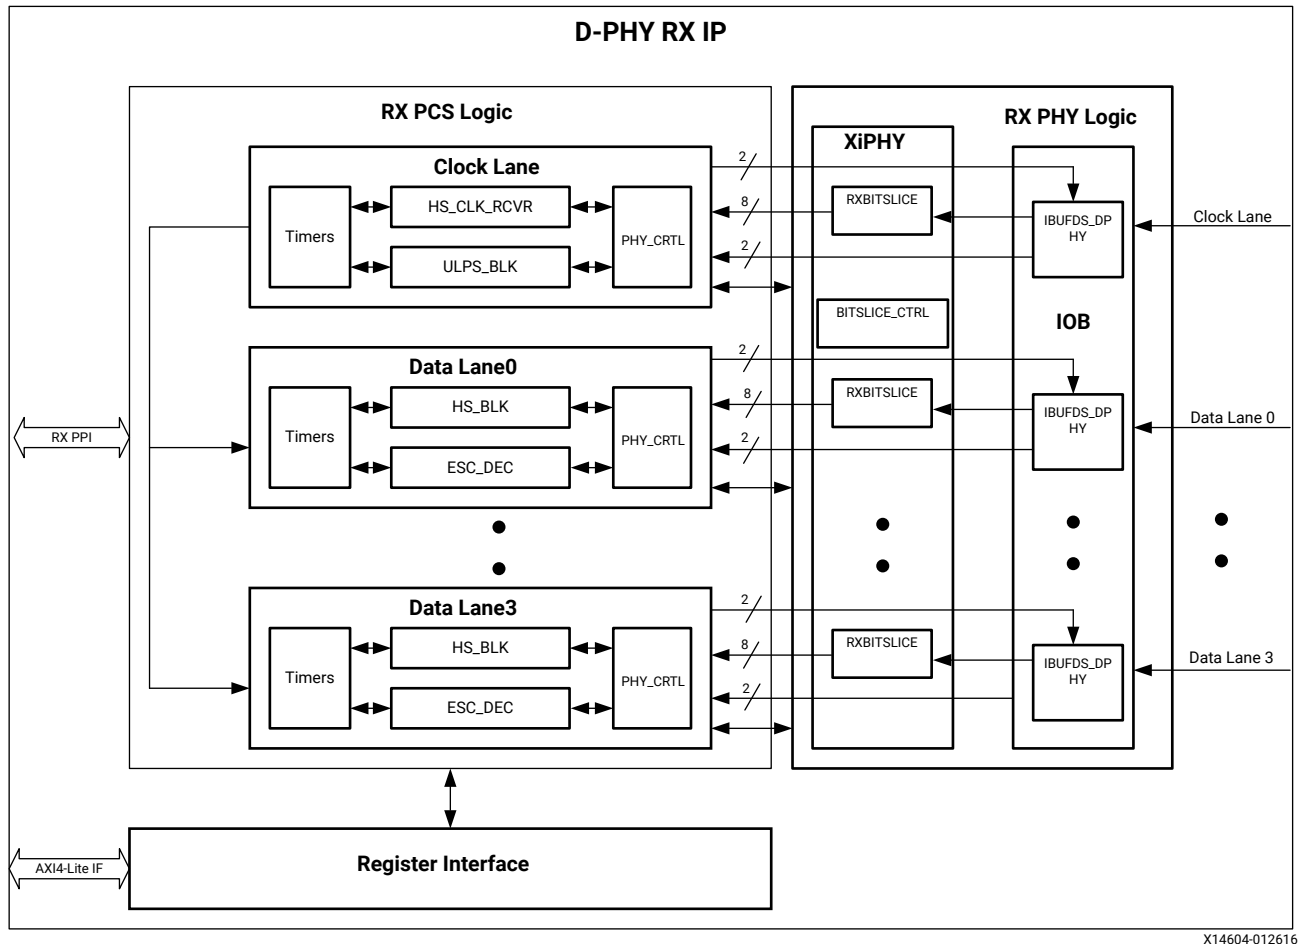 D-PHY RX IP
RX PCS Logic
RX PHY Logic
XiPHY
Clock Lane
Timers
HS_CLK_RCVR
ULPS_BLK
PHY_CRTL
2
8
2
RXBITSLICE
IBUFDS_DP
HY
Clock Lane
BITSLICE_CTRL
IOB
Data Lane0
Timers
HS_BLK
ESC_DEC
PHY_CRTL
2
8
2
RXBITSLICE
IBUFDS_DP
HY
Data Lane 0
RX PPI
Data Lane3
Timers
HS_BLK
ESC_DEC
PHY_CRTL
2
8
2
RXBITSLICE
IBUFDS_DP
HY
Data Lane 3
Register Interface
AXI4-Lite IF
X14604-012616